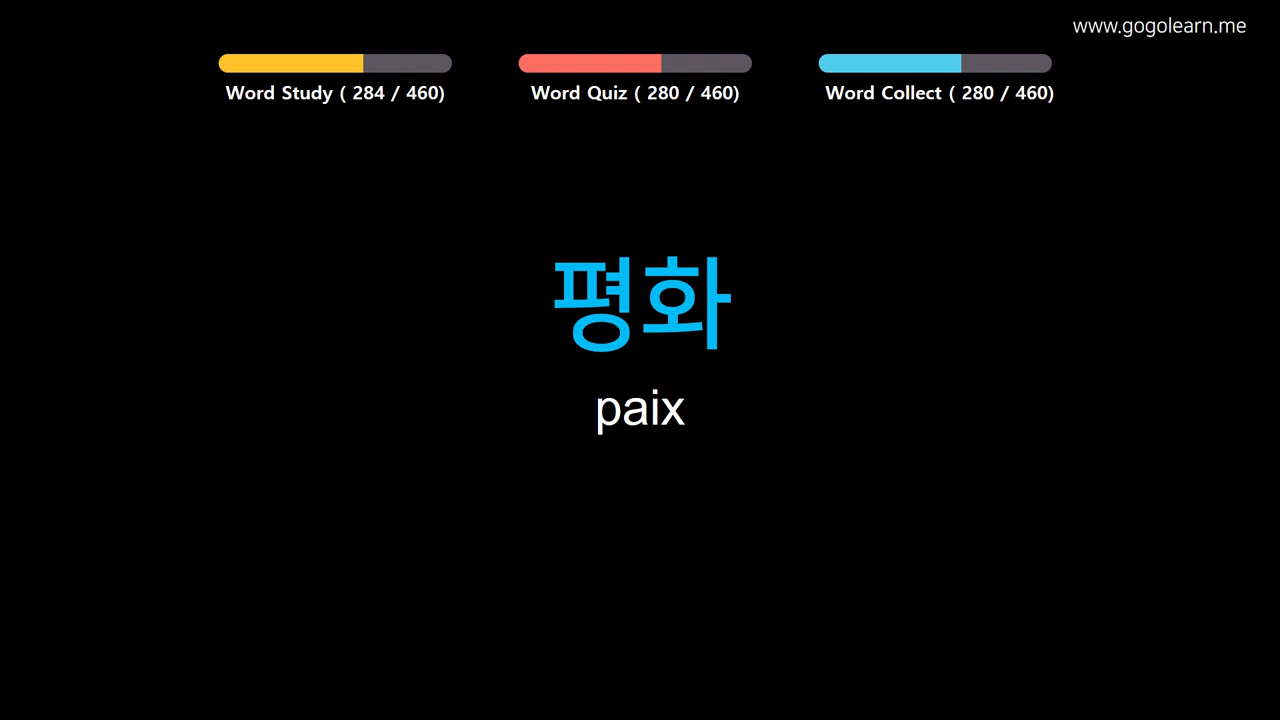 www.gogolearn.me
Word Study ( 284 / 460)
Word Quiz ( 280 / 460)
Word Collect ( 280 / 460)
평화
paix